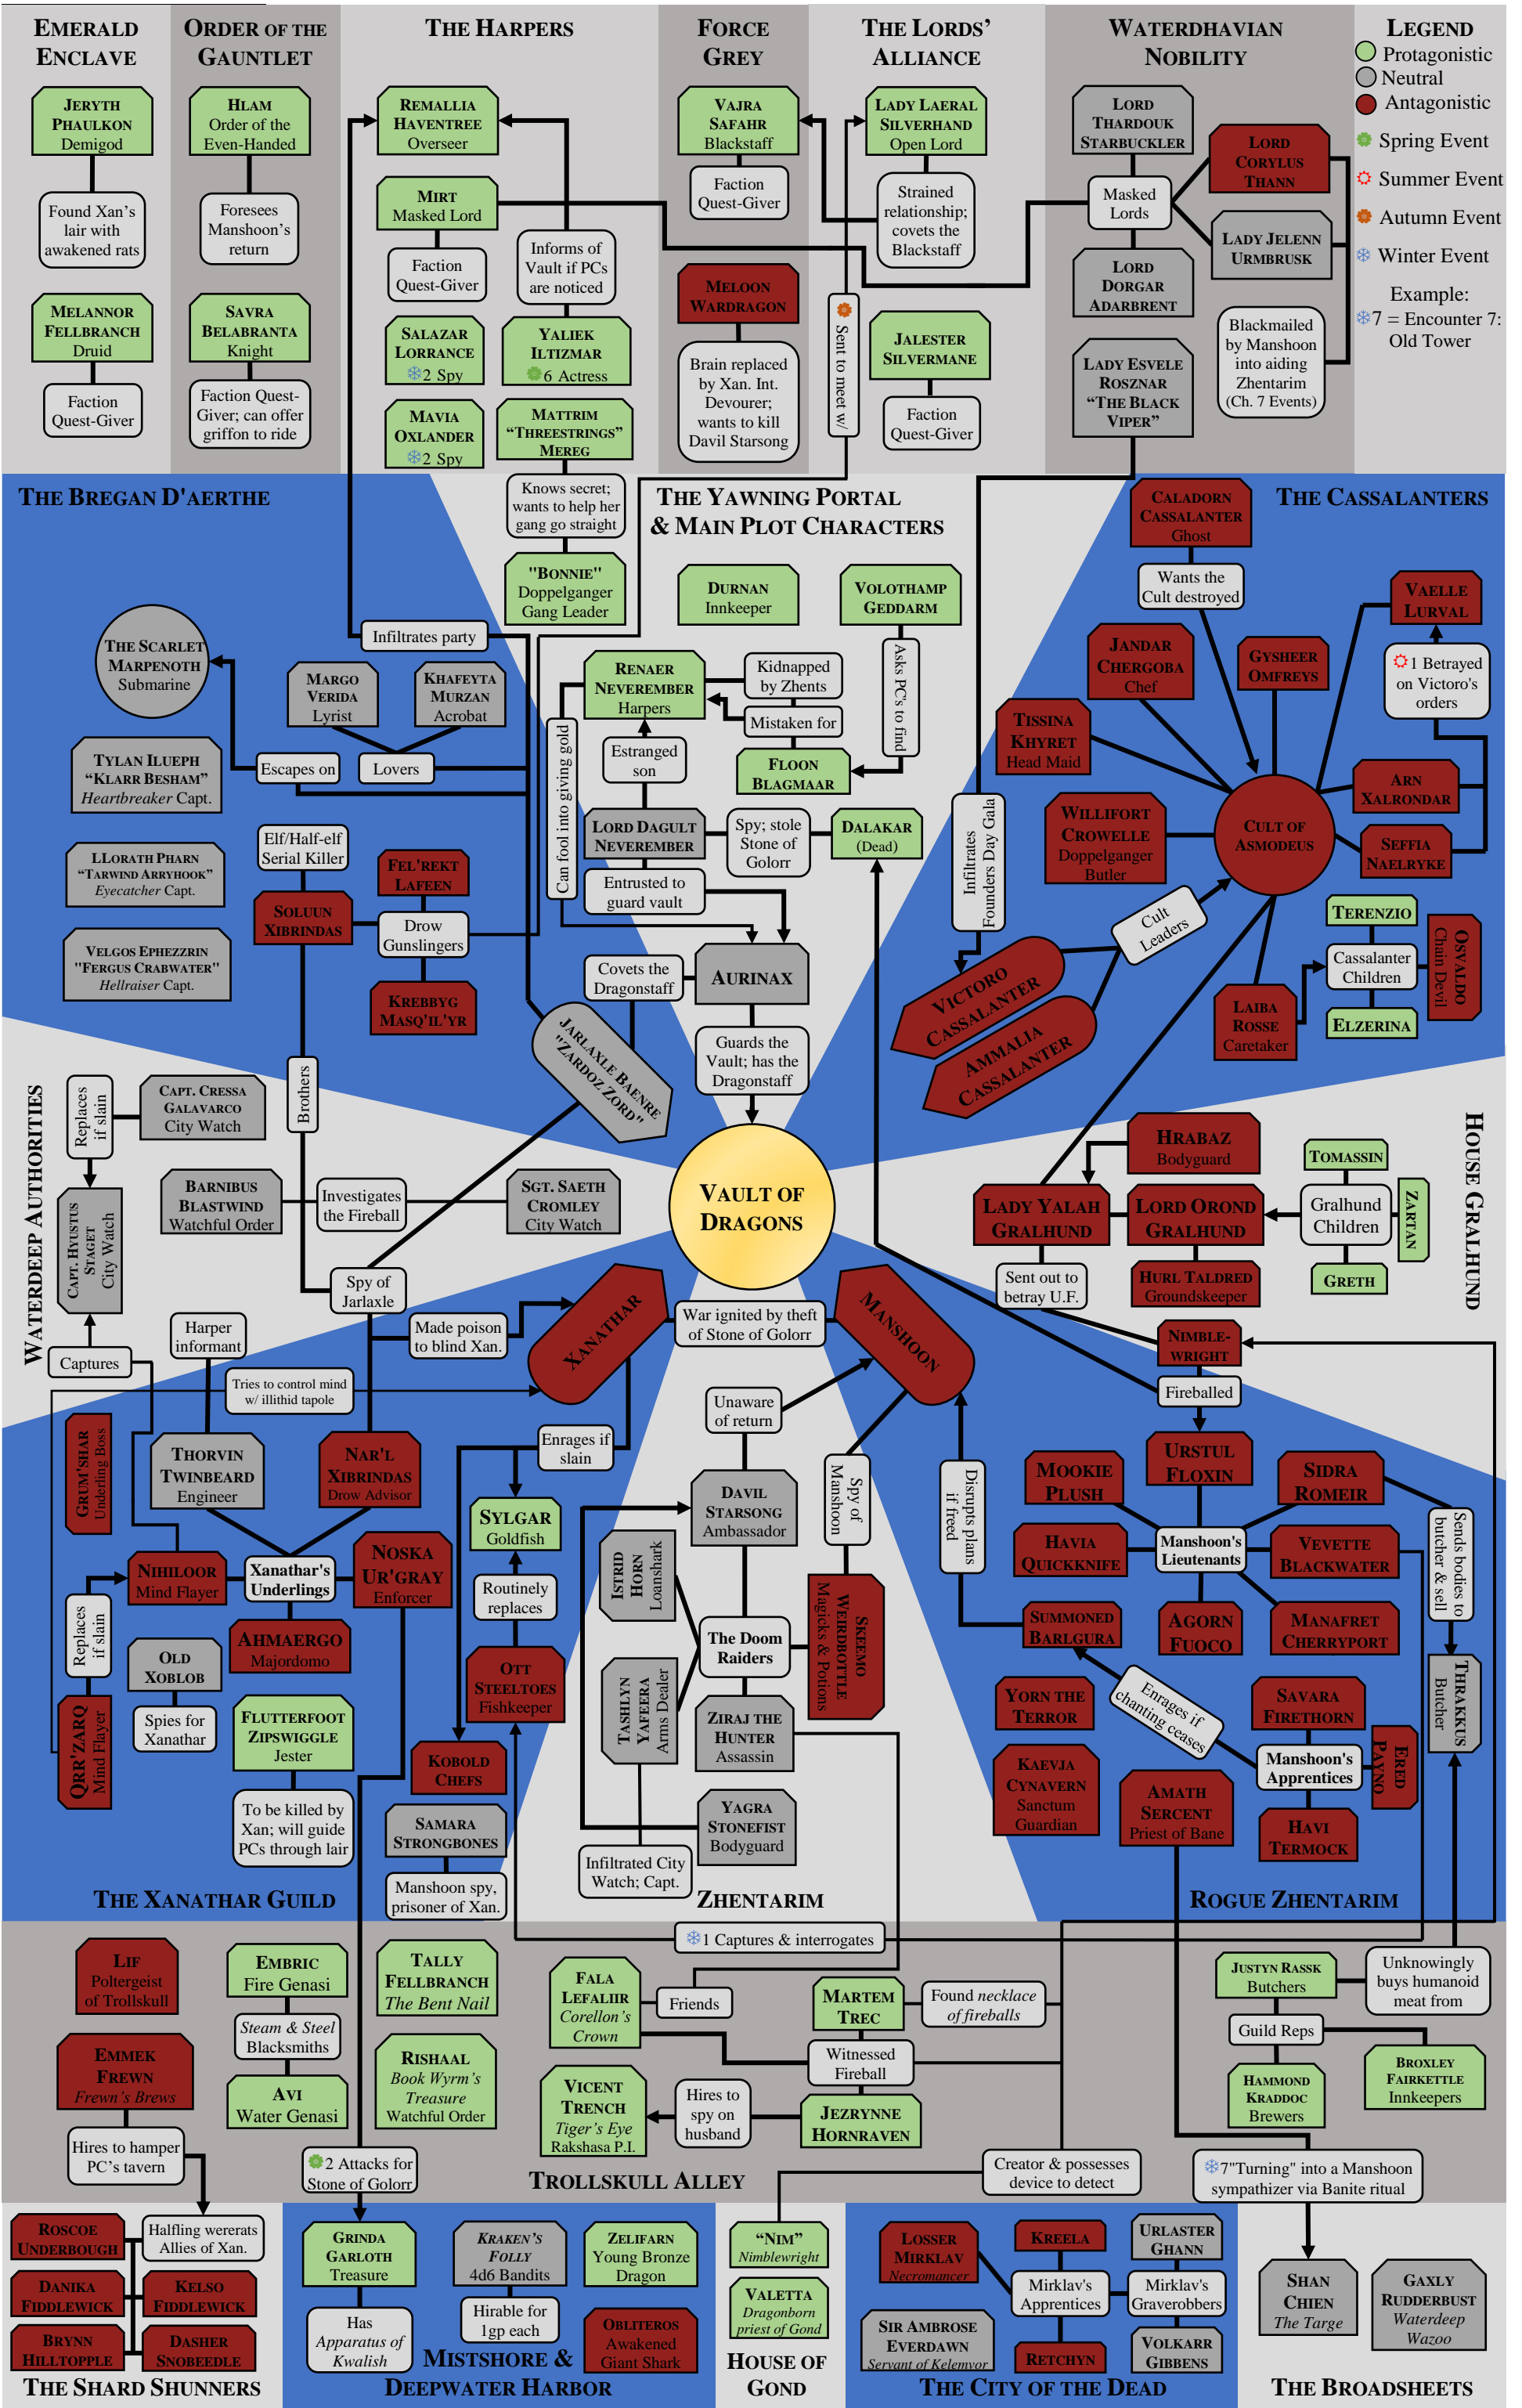 EMERALD
ENCLAVE
JERYTH
PHAULKON
Demigod
Found Xan's
lair with
awakened rats
MELANNOR
FELLBRANCH
Druid
Faction
Quest-Giver
ORDER OF THE
GAUNTLET
HLAM
Order of the
Even-Handed
Foresees
Manshoon's
return
SAVRA
BELABRANTA
Knight
Faction Quest-
Giver; can offer
griffon to ride
THE HARPERS
REMALLIA
HAVENTREE
Overseer
MIRT
Masked Lord
Faction
Quest-Giver
Informs of
Vault if PCs
are noticed
SALAZAR
LORRANCE
2 Spy
YALIEK
ILTIZMAR
6 Actress
MAVIA
OXLANDER
2 Spy
MATTRIM
“THREESTRINGS”
MEREG
Knows secret;
wants to help her
gang go straight
"BONNIE"
Doppelganger
Gang Leader
FORCE
GREY
VAJRA
SAFAHR
Blackstaff
Faction
Quest-Giver
MELOON
WARDRAGON
Brain replaced
by Xan. Int.
Devourer;
wants to kill
Davil Starsong
THE LORDS'
ALLIANCE
LADY LAERAL
SILVERHAND
Open Lord
Strained
relationship;
covets the
Blackstaff
Sent to meet w/
JALESTER
SILVERMANE
Faction
Quest-Giver
WATERDHAVIAN
NOBILITY
LORD
THARDOUK
STARBUCKLER
LORD
CORYLUS
THANN
Masked
Lords
LADY JELENN
URMBRUSK
LORD
DORGAR
ADARBRENT
LADY ESVELE
ROSZNAR
“THE BLACK
VIPER”
Blackmailed
by Manshoon
into aiding
Zhentarim
(Ch. 7 Events)
LEGEND
Protagonistic
Neutral
Antagonistic
Spring Event
Summer Event
Autumn Event
Winter Event
Example:
7 = Encounter 7:
Old Tower
THE BREGAN D'AERTHE
Infiltrates party
THE SCARLET
MARPENOTH
Submarine
MARGO
VERIDA
Lyrist
KHAFEYTA
MURZAN
Acrobat
TYLAN ILUEPH
“KLARR BESHAM”
Heartbreaker Capt.
Escapes on
Lovers
LLORATH PHARN
“TARWIND ARRYHOOK”
Eyecatcher Capt.
Elf/Half-elf
Serial Killer
FEL'REKT
LAFEEN
SOLUUN
XIBRINDAS
Drow
Gunslingers
VELGOS EPHEZZRIN
"FERGUS CRABWATER"
Hellraiser Capt.
KREBBYG
MASQ'IL'YR
Brothers
JARLAXLE BAENRE
"ZARDOZ ZORD"
THE YAWNING PORTAL
& MAIN PLOT CHARACTERS
DURNAN
Innkeeper
VOLOTHAMP
GEDDARM
Asks PC's to find
RENAER
NEVEREMBER
Harpers
Kidnapped
by Zhents
Mistaken for
FLOON
BLAGMAAR
Can fool into giving gold
Estranged
son
LORD DAGULT
NEVEREMBER
Spy; stole
Stone of
Golorr
DALAKAR
(Dead)
Entrusted to
guard vault
Covets the
Dragonstaff
AURINAX
Guards the
Vault; has the
Dragonstaff
VAULT OF
DRAGONS
THE CASSALANTERS
CALADORN
CASSALANTER
Ghost
Wants the
Cult destroyed
VAELLE
LURVAL
JANDAR
CHERGOBA
Chef
GYSHEER
OMFREYS
1 Betrayed
on Victoro's
orders
TISSINA
KHYRET
Head Maid
ARN
XALRONDAR
WILLIFORT
CROWELLE
Doppelganger
Butler
CULT OF
ASMODEUS
SEFFIA
NAELRYKE
Infiltrates
Founders Day Gala
Cult
Leaders
TERENZIO
Cassalanter
Children
OSVALDO
Chain Devil
ELZERINA
LAIBA
ROSSE
Caretaker
VICTORO
CASSALANTER
AMMALIA
CASSALANTER
WATERDEEP AUTHORITIES
Replaces
if slain
CAPT. CRESSA
GALAVARCO
City Watch
CAPT. HYUSTUS
STAGET
City Watch
BARNIBUS
BLASTWIND
Watchful Order
Investigates
the Fireball
SGT. SAETH
CROMLEY
City Watch
Spy of
Jarlaxle
Captures
HOUSE GRALHUND
HRABAZ
Bodyguard
LADY YALAH
GRALHUND
LORD OROND
GRALHUND
TOMASSIN
Gralhund
Children
ZARTAN
GRETH
Sent out to
betray U.F.
HURL TALDRED
Groundskeeper
NIMBLE-
WRIGHT
Fireballed
Harper
informant
Made poison
to blind Xan.
XANATHAR
War ignited by theft
of Stone of Golorr
MANSHOON
Tries to control mind
w/ illithid tapole
GRUM'SHAR
Underling Boss
THORVIN
TWINBEARD
Engineer
NAR'L
XIBRINDAS
Drow Advisor
Enrages if
slain
SYLGAR
Goldfish
NIHILOOR
Mind Flayer
Xanathar's
Underlings
NOSKA
UR'GRAY
Enforcer
Routinely
replaces
Replaces
if slain
AHMAERGO
Majordomo
OLD
XOBLOB
Spies for
Xanathar
OTT
STEELTOES
Fishkeeper
QRR'ZARQ
Mind Flayer
FLUTTERFOOT
ZIPSWIGGLE
Jester
To be killed by
Xan; will guide
PCs through lair
KOBOLD
CHEFS
SAMARA
STRONGBONES
Manshoon spy,
prisoner of Xan.
THE XANATHAR GUILD
Unaware
of return
DAVIL
STARSONG
Ambassador
Spy of
Manshoon
ISTRID
HORN
Loanshark
The Doom
Raiders
SKEEMO
WEIRDBOTTLE
Magicks & Potions
TASHLYN
YAFEERA
Arms Dealer
ZIRAJ THE
HUNTER
Assassin
YAGRA
STONEFIST
Bodyguard
Infiltrated City
Watch; Capt.
ZHENTARIM
Disrupts plans
if freed
URSTUL
FLOXIN
MOOKIE
PLUSH
SIDRA
ROMEIR
HAVIA
QUICKKNIFE
Manshoon's
Lieutenants
VEVETTE
BLACKWATER
Sends bodies to
butcher & sell
SUMMONED
BARLGURA
AGORN
FUOCO
MANAFRET
CHERRYPORT
THRAKKUS
Butcher
YORN THE
TERROR
Enrages if
chanting ceases
SAVARA
FIRETHORN
Manshoon's
Apprentices
ERED
PAYNO
KAEVJA
CYNAVERN
Sanctum
Guardian
AMATH
SERCENT
Priest of Bane
HAVI
TERMOCK
ROGUE ZHENTARIM
1 Captures & interrogates
LIF
Poltergeist
of Trollskull
EMBRIC
Fire Genasi
Steam & Steel
Blacksmiths
AVI
Water Genasi
TALLY
FELLBRANCH
The Bent Nail
EMMEK
FREWN
Frewn's Brews
RISHAAL
Book Wyrm's
Treasure
Watchful Order
Hires to hamper
PC's tavern
FALA
LEFALIIR
Corellon's
Crown
Friends
MARTEM
TREC
Found necklace
of fireballs
Witnessed
Fireball
VICENT
TRENCH
Tiger's Eye
Rakshasa P.I.
Hires to
spy on
husband
JEZRYNNE
HORNRAVEN
JUSTYN RASSK
Butchers
Unknowingly
buys humanoid
meat from
Guild Reps
HAMMOND
KRADDOC
Brewers
BROXLEY
FAIRKETTLE
Innkeepers
2 Attacks for
Stone of Golorr
TROLLSKULL ALLEY
Creator & possesses
device to detect
7"Turning" into a Manshoon
sympathizer via Banite ritual
ROSCOE
UNDERBOUGH
Halfling wererats
Allies of Xan.
DANIKA
FIDDLEWICK
KELSO
FIDDLEWICK
BRYNN
HILLTOPPLE
DASHER
SNOBEEDLE
THE SHARD SHUNNERS
GRINDA
GARLOTH
Treasure
Has
Apparatus of
Kwalish
KRAKEN'S
FOLLY
4d6 Bandits
Hirable for
1gp each
ZELIFARN
Young Bronze
Dragon
OBLITEROS
Awakened
Giant Shark
MISTSHORE &
DEEPWATER HARBOR
“NIM”
Nimblewright
VALETTA
Dragonborn
priest of Gond
HOUSE OF
GOND
LOSSER
MIRKLAV
Necromancer
KREELA
URLASTER
GHANN
Mirklav's
Apprentices
Mirklav's
Graverobbers
SIR AMBROSE
EVERDAWN
Servant of Kelemvor
RETCHYN
VOLKARR
GIBBENS
THE CITY OF THE DEAD
SHAN
CHIEN
The Targe
GAXLY
RUDDERBUST
Waterdeep
Wazoo
THE BROADSHEETS